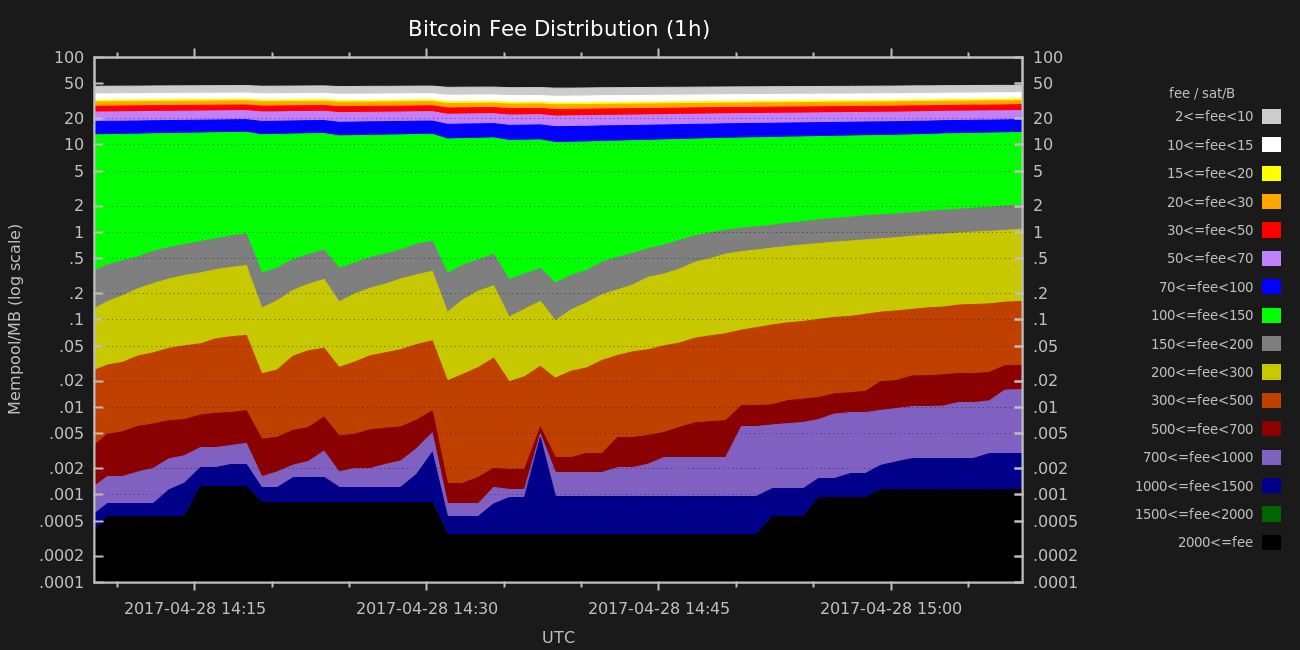 Bitcoin Fee Distribution (1h)
Mempool/MB (log scale)
100
50
20
10
5
2
1
.5
.2
.1
.05
.02
.01
.005
.002
.001
.0005
.0002
.0001
100
50
20
10
5
2
1
.5
.2
.1
.05
.02
.01
.005
.002
.001
.0005
.0002
.0001
fee / sat/B
2<=fee<10
10<=fee<15
15<=fee<20
20<=fee<30
30<=fee<50
50<=fee<70
70<=fee<100
100<=fee<150
150<=fee<200
200<=fee<300
300<=fee<500
500<=fee<700
700<=fee<1000
1000<=fee<1500
1500<=fee<2000
2000<=fee
2017-04-28 14:15
2017-04-28 14:30
2017-04-28 14:45
2017-04-28 15:00
UTC